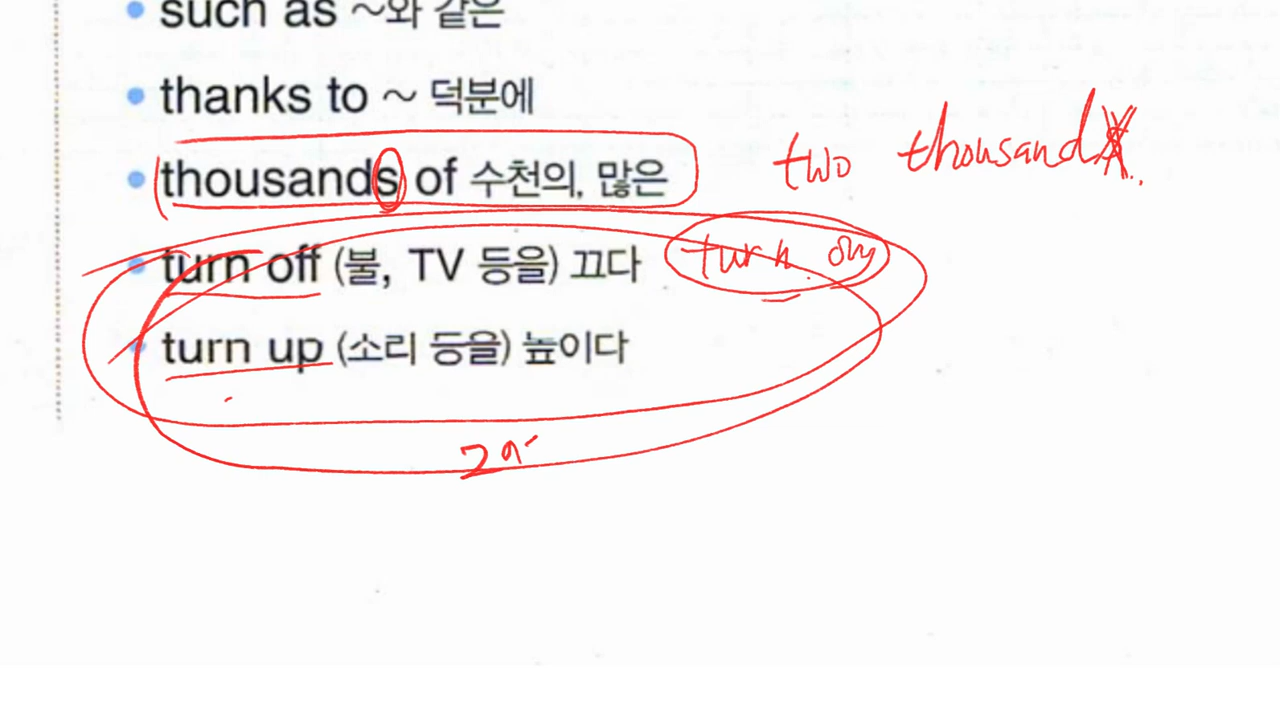 • such as ~와 같은
• thanks to ~ 덕분에
• thousands of 수천의, 많은 two thousand
• turn off (불, TV 등을) 끄다 turn on
• turn up (소리 등을) 높이다